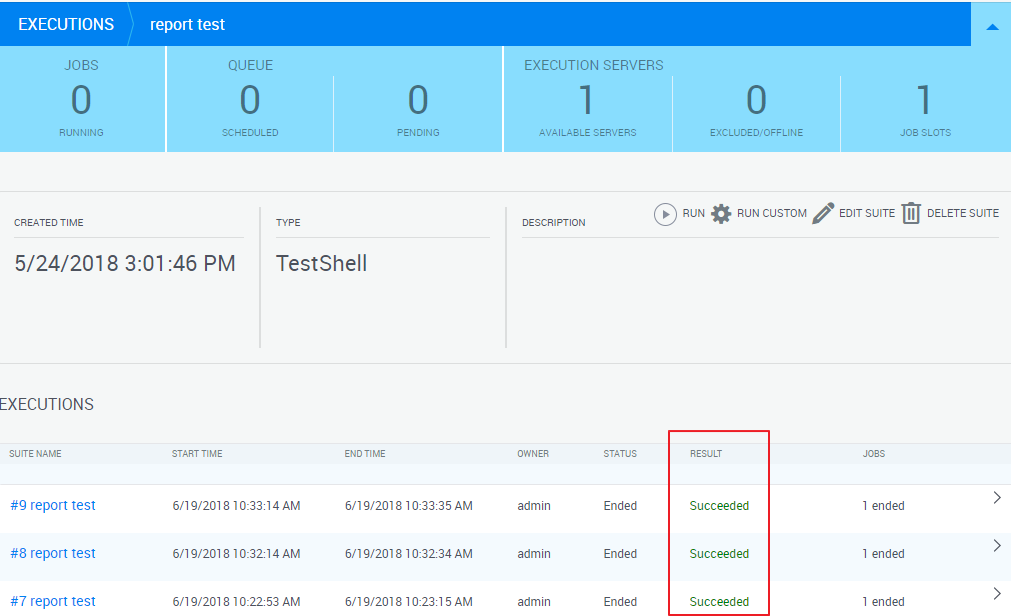 EXECUTIONS report test
JOBS QUEUE EXECUTION SERVERS
0 0 0 1 0 1
RUNNING SCHEDULED PENDING AVAILABLE SERVERS EXCLUDED/OFFLINE JOB SLOTS
CREATED TIME TYPE DESCRIPTION RUN RUN CUSTOM EDIT SUITE DELETE SUITE
5/24/2018 3:01:46 PM TestShell
EXECUTIONS
SUITE NAME START TIME END TIME OWNER STATUS RESULT JOBS
#9 report test 6/19/2018 10:33:14 AM 6/19/2018 10:33:35 AM admin Ended Succeeded 1 ended
#8 report test 6/19/2018 10:32:14 AM 6/19/2018 10:32:34 AM admin Ended Succeeded 1 ended
#7 report test 6/19/2018 10:22:53 AM 6/19/2018 10:23:15 AM admin Ended Succeeded 1 ended